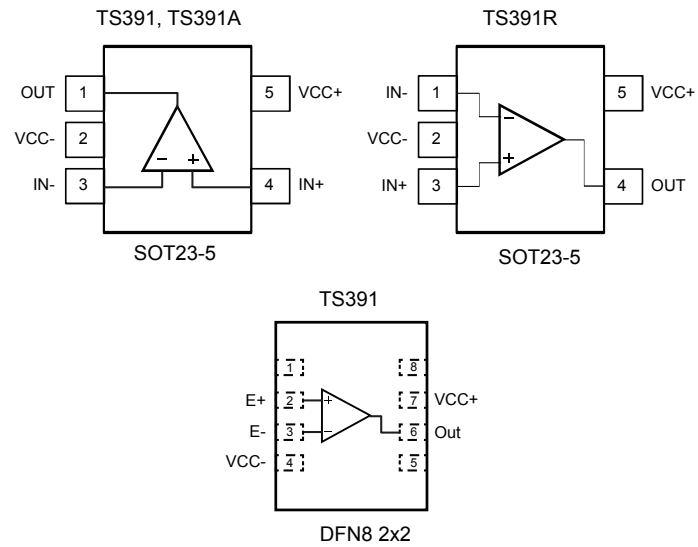 TS391, TS391A
TS391R
OUT 1 5 VCC+
VCC- 2
IN- 3 4 IN+
− +
SOT23-5
IN- 1 5 VCC+
VCC- 2
IN+ 3 4 OUT
−
+
SOT23-5
TS391
1 8
E+ 2 + 7 VCC+
E- 3 − 6 Out
VCC- 4 5
DFN8 2x2